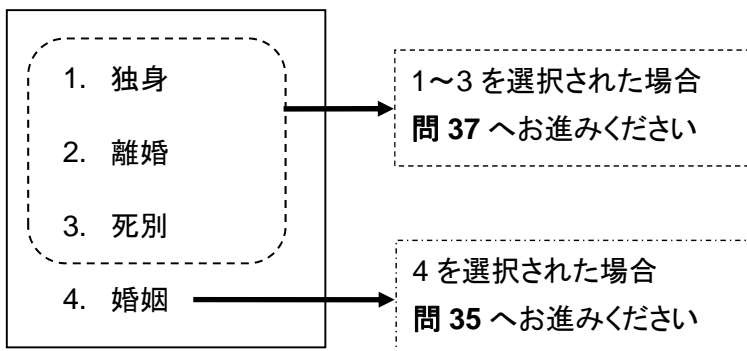 1. 独身
2. 離婚
3. 死別
4. 婚姻
1～3 を選択された場合
問 37 へお進みください
4 を選択された場合
問 35 へお進みください